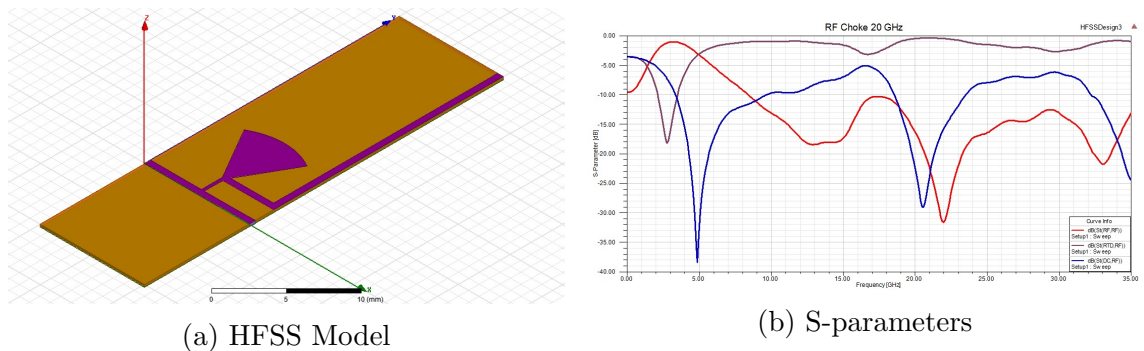 Z
Y
X
0
5
10 (mm)
(a) HFSS Model
RF Choke 20 GHz
HFSSDesign3
0.00
-5.00
-10.00
-15.00
-20.00
-25.00
-30.00
-35.00
-40.00
S-Parameter [dB]
0.00
5.00
10.00
15.00
20.00
25.00
30.00
35.00
Frequency [GHz]
Curve Info
dB(St(RF,RF))
Setup1 : Sweep
dB(St(RTD,RF))
Setup1 : Sweep
dB(St(DC,RF))
Setup1 : Sweep
(b) S-parameters